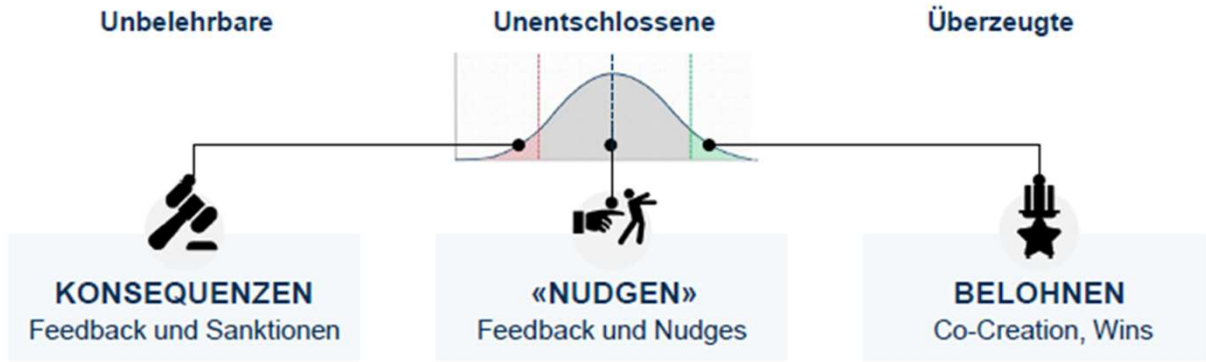 Unbelehrbare
Unentschlossene
Überzeugte
KONSEQUENZEN
Feedback und Sanktionen
«NUDGEN»
Feedback und Nudges
BELOHNEN
Co-Creation, Wins